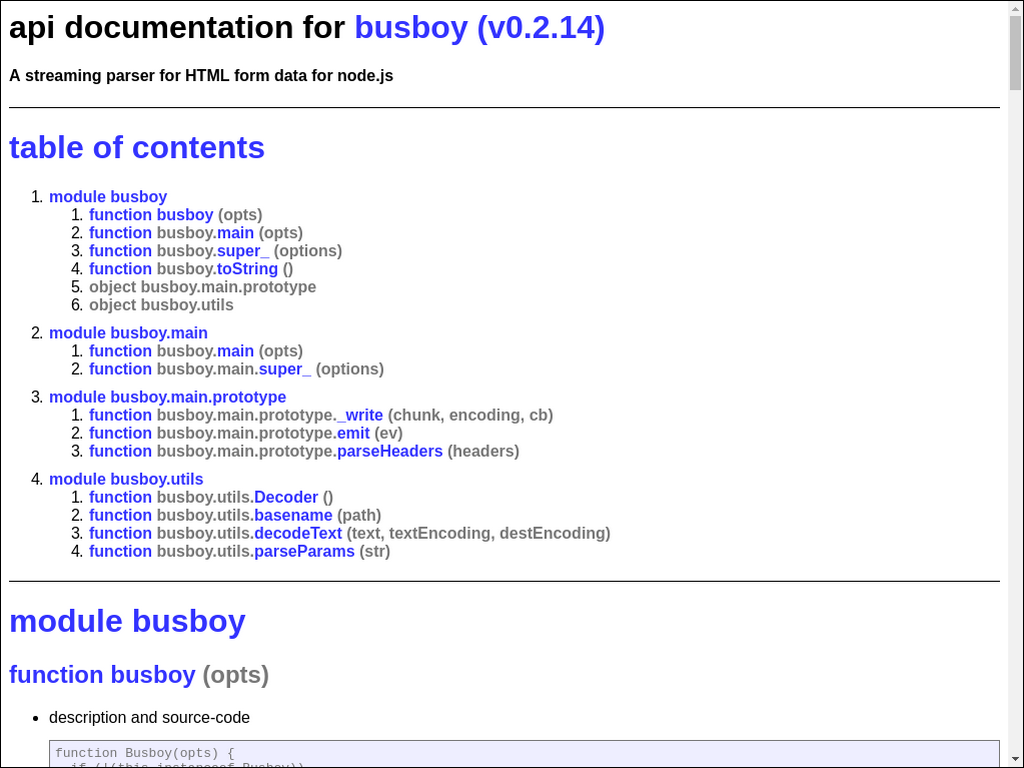 api documentation for busboy (v0.2.14)
A streaming parser for HTML form data for node.js
table of contents
1. module busboy
1. function busboy (opts)
2. function busboy.main (opts)
3. function busboy.super_ (options)
4. function busboy.toString ()
5. object busboy.main.prototype
6. object busboy.utils
2. module busboy.main
1. function busboy.main (opts)
2. function busboy.main.super_ (options)
3. module busboy.main.prototype
1. function busboy.main.prototype._write (chunk, encoding, cb)
2. function busboy.main.prototype.emit (ev)
3. function busboy.main.prototype.parseHeaders (headers)
4. module busboy.utils
1. function busboy.utils.Decoder ()
2. function busboy.utils.basename (path)
3. function busboy.utils.decodeText (text, textEncoding, destEncoding)
4. function busboy.utils.parseParams (str)
module busboy
function busboy (opts)
• description and source-code
function Busboy(opts) {
if (!(this instanceof Busboy))